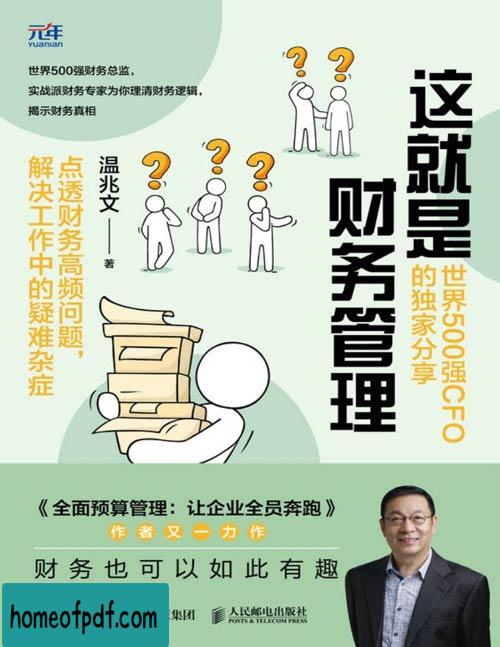 元年
YUANIAN
世界500强财务总监，
实战派财务专家为你理清财务逻辑，
揭示财务真相
这就是
财务管理
世界500强CFO
的独家分享
温兆文
著
点透财务高频问题，
解决工作中的疑难杂症
《全面预算管理：让企业全员奔跑》
作者又一力作
财务也可以如此有趣
集团
人民邮电出版社
POSTS & TELECOM PRESS
homeofpdf.com